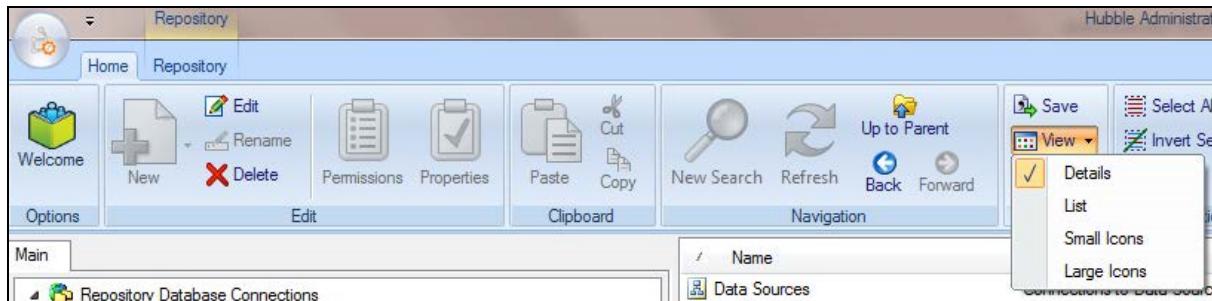 Repository
Hubble Administrat
Home Repository
Welcome
New
Edit
Rename
Delete
Permissions
Properties
Paste
Cut
Copy
New Search
Refresh
Up to Parent
Back
Forward
Save
View
Select Al
Invert Se
Options
Edit
Clipboard
Navigation
Details
List
Small Icons
Large Icons
Main
Repository Database Connections
Name
Data Sources